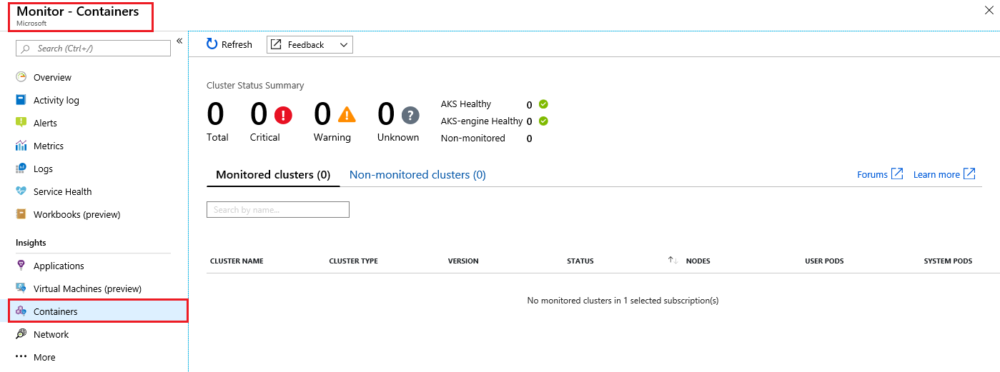 Monitor - Containers
Microsoft
Search (Ctrl+/)
«
Refresh
Feedback
Overview
Activity log
Alerts
Metrics
Logs
Service Health
Workbooks (preview)
Insights
Applications
Virtual Machines (preview)
Containers
Network
More
Cluster Status Summary
0 0 ! 0 ! 0 ?
Total Critical Warning Unknown
AKS Healthy 0
AKS-engine Healthy 0
Non-monitored 0
Monitored clusters (0) Non-monitored clusters (0) Forums Learn more
Search by name...
CLUSTER NAME CLUSTER TYPE VERSION STATUS ↑↓ NODES USER PODS SYSTEM PODS
No monitored clusters in 1 selected subscription(s)